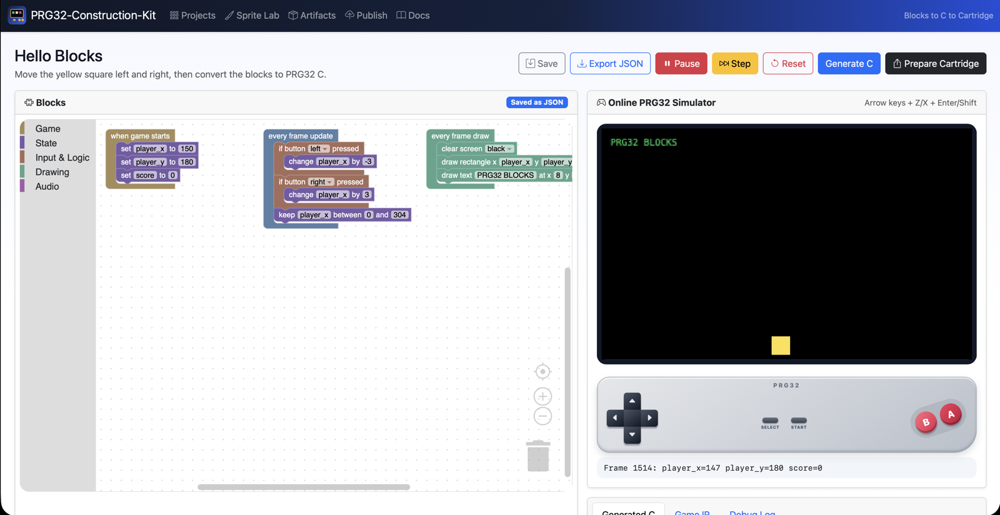 PRG32-Construction-Kit
Projects
Sprite Lab
Artifacts
Publish
Docs
Blocks to C to Cartridge
Hello Blocks
Move the yellow square left and right, then convert the blocks to PRG32 C.
Save
Export JSON
Pause
Step
Reset
Generate C
Prepare Cartridge
Blocks
Saved as JSON
Game
State
Input & Logic
Drawing
Audio
when game starts
set player_x to 150
set player_y to 180
set score to 0
every frame update
if button left pressed
change player_x by -3
if button right pressed
change player_x by 3
keep player_x between 0 and 304
every frame draw
clear screen black
draw rectangle x player_x y player_y
draw text PRG32 BLOCKS at x 8 y
Online PRG32 Simulator
Arrow keys + Z/X + Enter/Shift
PRG32 BLOCKS
PRG32
SELECT
START
B
A
Frame 1514: player_x=147 player_y=180 score=0
Generated C
Game IR
Debug Log